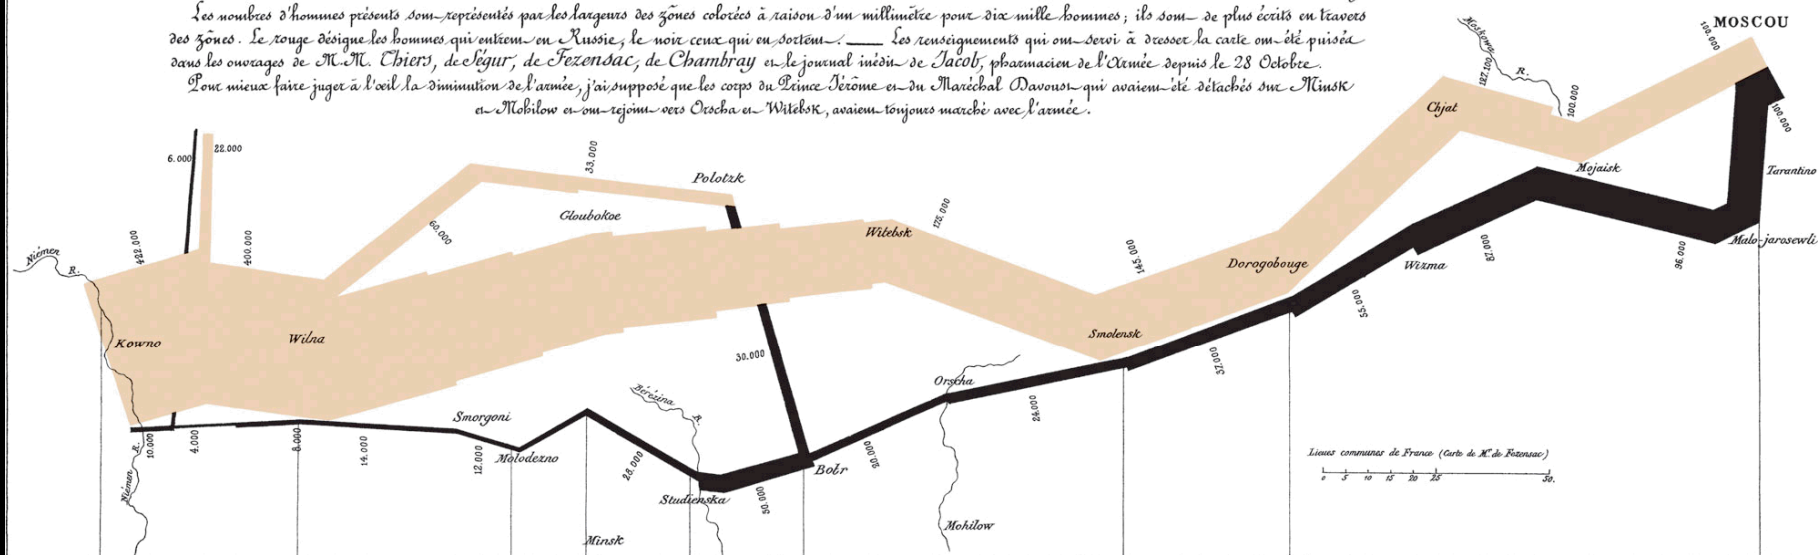 Les nombres d'hommes présents sont représentés par les largeurs des zônes colorées à raison d'un millimètre pour dix mille hommes; ils sont de plus écrits en travers
des zônes. Le rouge désigne les hommes qui entrent en Russie, le noir ceux qui en sortent. Les renseignements qui ont servi à dresser la carte ont été puisés
dans les ouvrages de M.M. Thiers, de Ségur, de Fezensac, de Chambray et le journal inédit de Jacob, pharmacien de l'Armée depuis le 28 Octobre.
Pour mieux faire juger à l'œil la diminution de l'armée, j'ai supposé que les corps du Prince Jérôme et du Maréchal Davoust qui avaient été détachés sur Minsk
et Mohilow et ont rejoint vers Orscha et Witebsk, avaient toujours marché avec l'armée.
MOSCOU
100.000
Moskowa
R.
127.100
100.000
Chjat
100.000
Mojaisk
Tarantino
Malo-jarosewli
6.000
22.000
33.000
Polotzk
Gloubokoe
60.000
422.000
400.000
Niémen
R.
175.000
Witebsk
145.000
Dorogobouge
Wizma
87.000
96.000
55.000
Kowno
Wilna
Smolensk
30.000
32.000
Orscha
Bérézina
R.
24.000
Smorgoni
10.000
4.000
8.000
14.000
12.000
Molodezno
28.000
20.000
Bobr
Studienska
50.000
R.
Niémen
Minsk
Mohilow
Lieues communes de France (Carte de M. de Fezensac)
0 5 10 15 20 25 50.